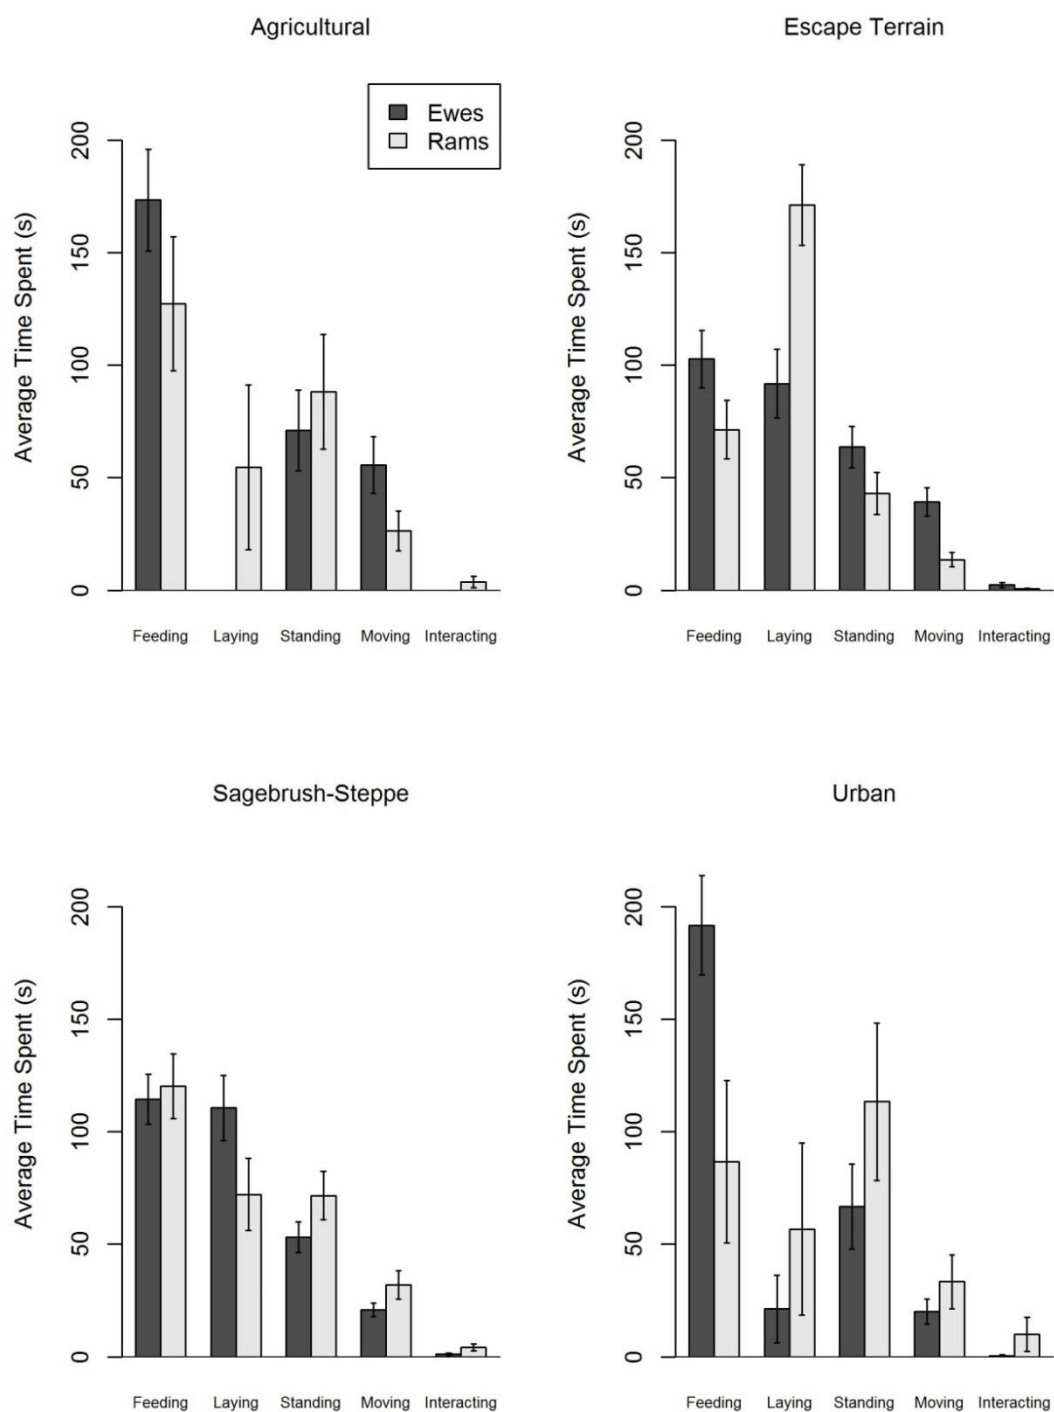 Agricultural
Ewes
Rams
Average Time Spent (s)
200
150
100
50
0
Feeding Laying Standing Moving Interacting
Escape Terrain
Average Time Spent (s)
200
150
100
50
0
Feeding Laying Standing Moving Interacting
Sagebrush-Steppe
Average Time Spent (s)
200
150
100
50
0
Feeding Laying Standing Moving Interacting
Urban
Average Time Spent (s)
200
150
100
50
0
Feeding Laying Standing Moving Interacting